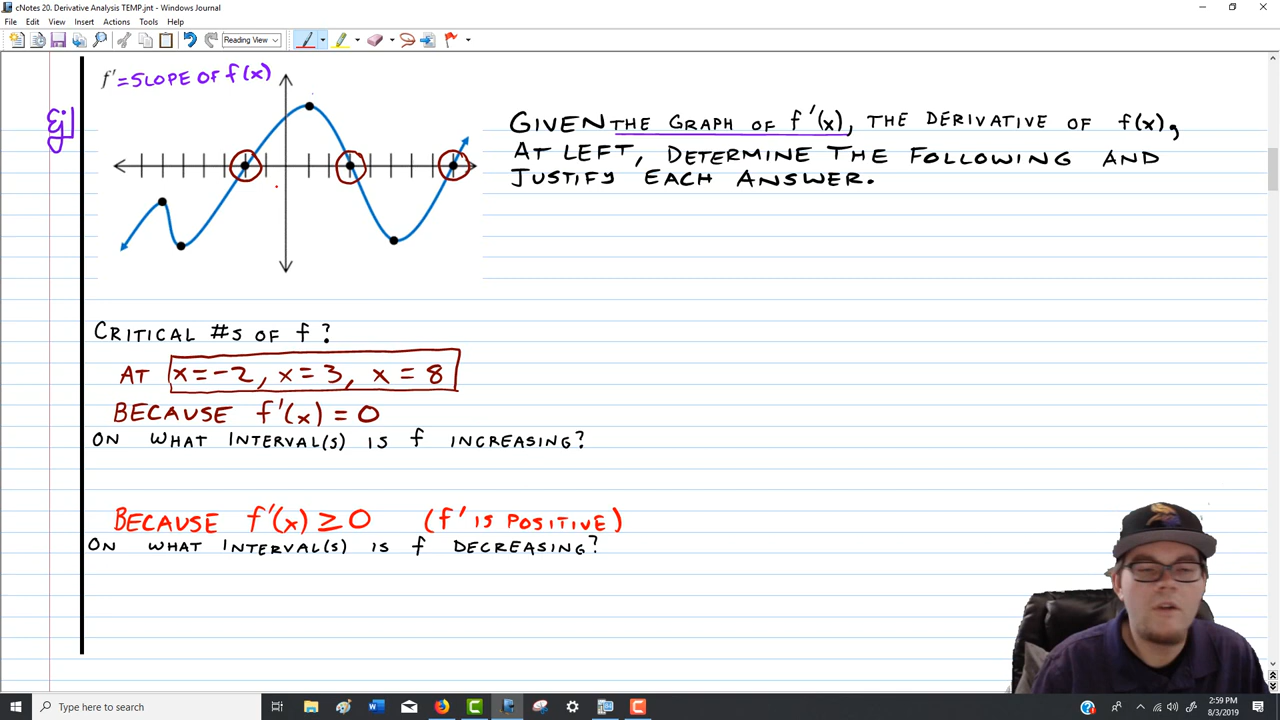 cNotes 20. Derivative Analysis TEMP.jnt - Windows Journal
File Edit View Insert Actions Tools Help
Reading View
f' = SLOPE OF f(x)
Ej
GIVEN THE GRAPH OF f'(x), THE DERIVATIVE OF f(x),
AT LEFT, DETERMINE THE FOLLOWING AND
JUSTIFY EACH ANSWER.
CRITICAL #S OF f?
AT x=-2, x=3, x=8
BECAUSE f'(x)=0
ON WHAT INTERVAL(S) IS f INCREASING?
BECAUSE f'(x) ≥ 0 (f' IS POSITIVE)
ON WHAT INTERVAL(S) IS f DECREASING?
Type here to search
2:59 PM
8/3/2019